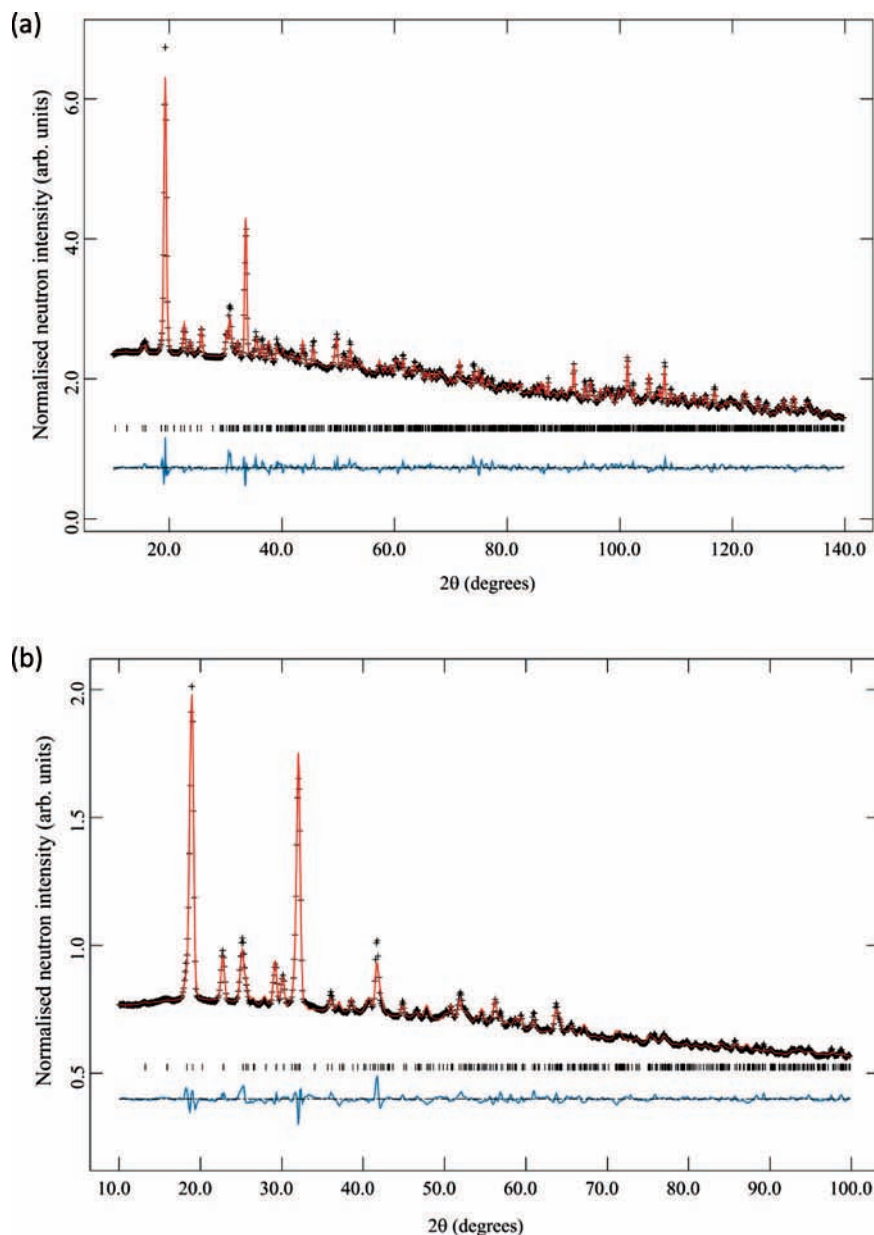 (a)
Normalised neutron intensity (arb. units)
6.0
4.0
2.0
0.0
20.0 40.0 60.0 80.0 100.0 120.0 140.0
2θ (degrees)
(b)
Normalised neutron intensity (arb. units)
2.0
1.5
1.0
0.5
10.0 20.0 30.0 40.0 50.0 60.0 70.0 80.0 90.0 100.0
2θ (degrees)